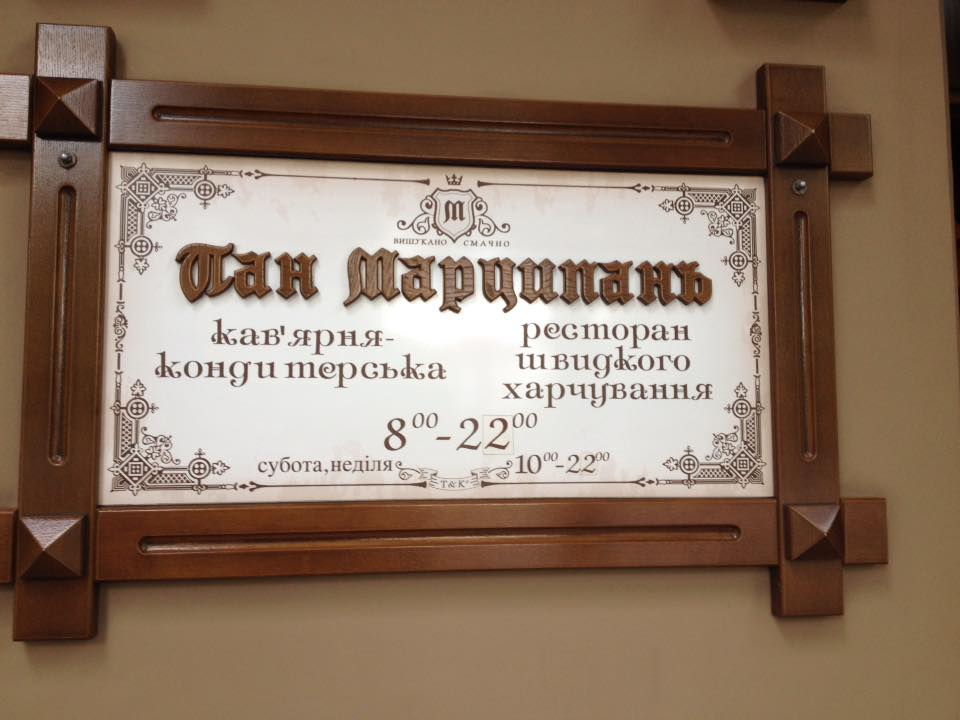 М
ВИШУКАНО СМАЧНО
Пан Марципанъ
кав'ярня-
кондитерська
ресторан
швидкого
харчування
8⁰⁰-22⁰⁰
субота, неділя 10⁰⁰-22⁰⁰